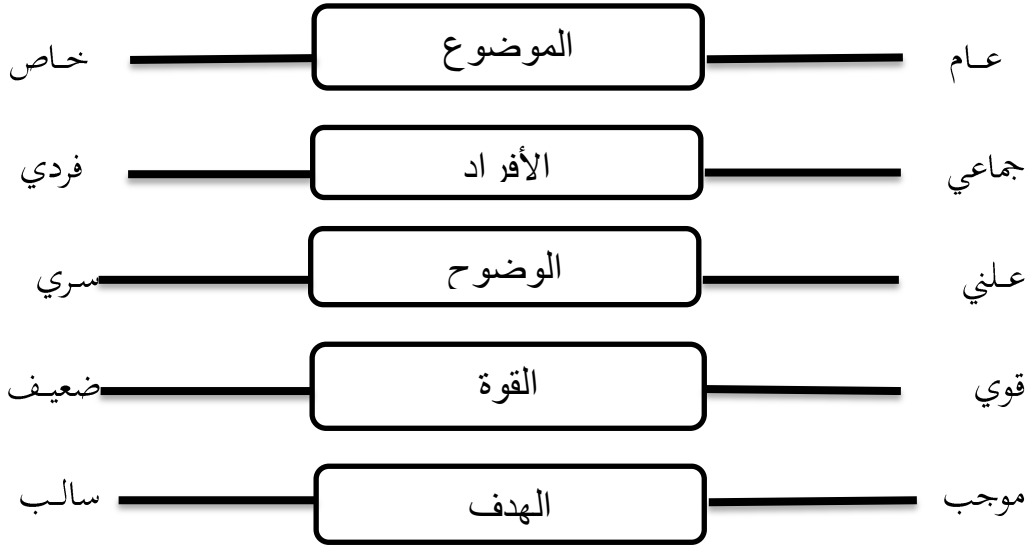 عام الموضوع خاص
جماعي الأفراد فردي
علني الوضوح سري
قوي القوة ضعيف
موجب الهدف سالب